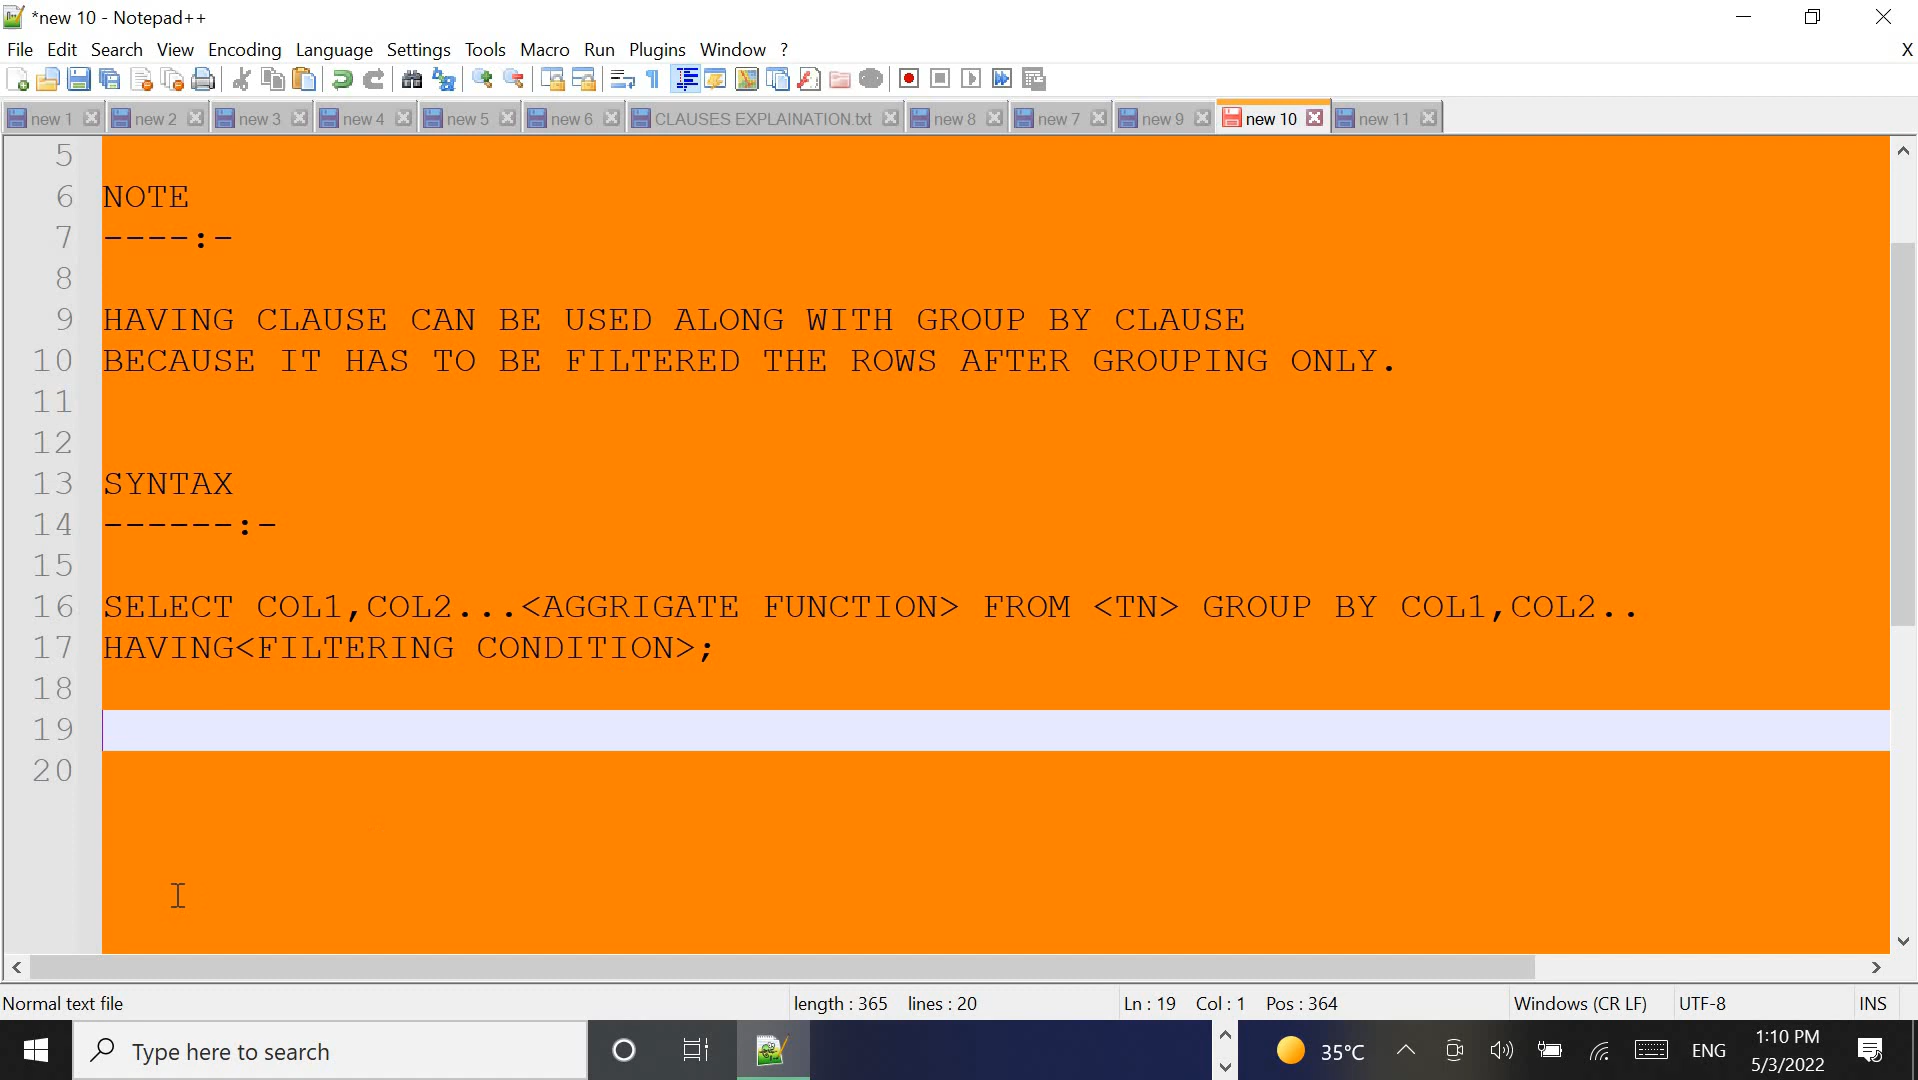 *new 10 - Notepad++
File Edit Search View Encoding Language Settings Tools Macro Run Plugins Window ? X
new 1 new 2 new 3 new 4 new 5 new 6 CLAUSES EXPLAINATION.txt new 8 new 7 new 9 new 10 new 11
5
6 NOTE
7 ----:-
8
9 HAVING CLAUSE CAN BE USED ALONG WITH GROUP BY CLAUSE
10 BECAUSE IT HAS TO BE FILTERED THE ROWS AFTER GROUPING ONLY.
11
12
13 SYNTAX
14 ------:-
15
16 SELECT COL1,COL2...<AGGRIGATE FUNCTION> FROM <TN> GROUP BY COL1,COL2..
17 HAVING<FILTERING CONDITION>;
18
19
20
Normal text file length : 365 lines : 20 Ln : 19 Col : 1 Pos : 364 Windows (CR LF) UTF-8 INS
Type here to search 35°C ENG 1:10 PM
5/3/2022